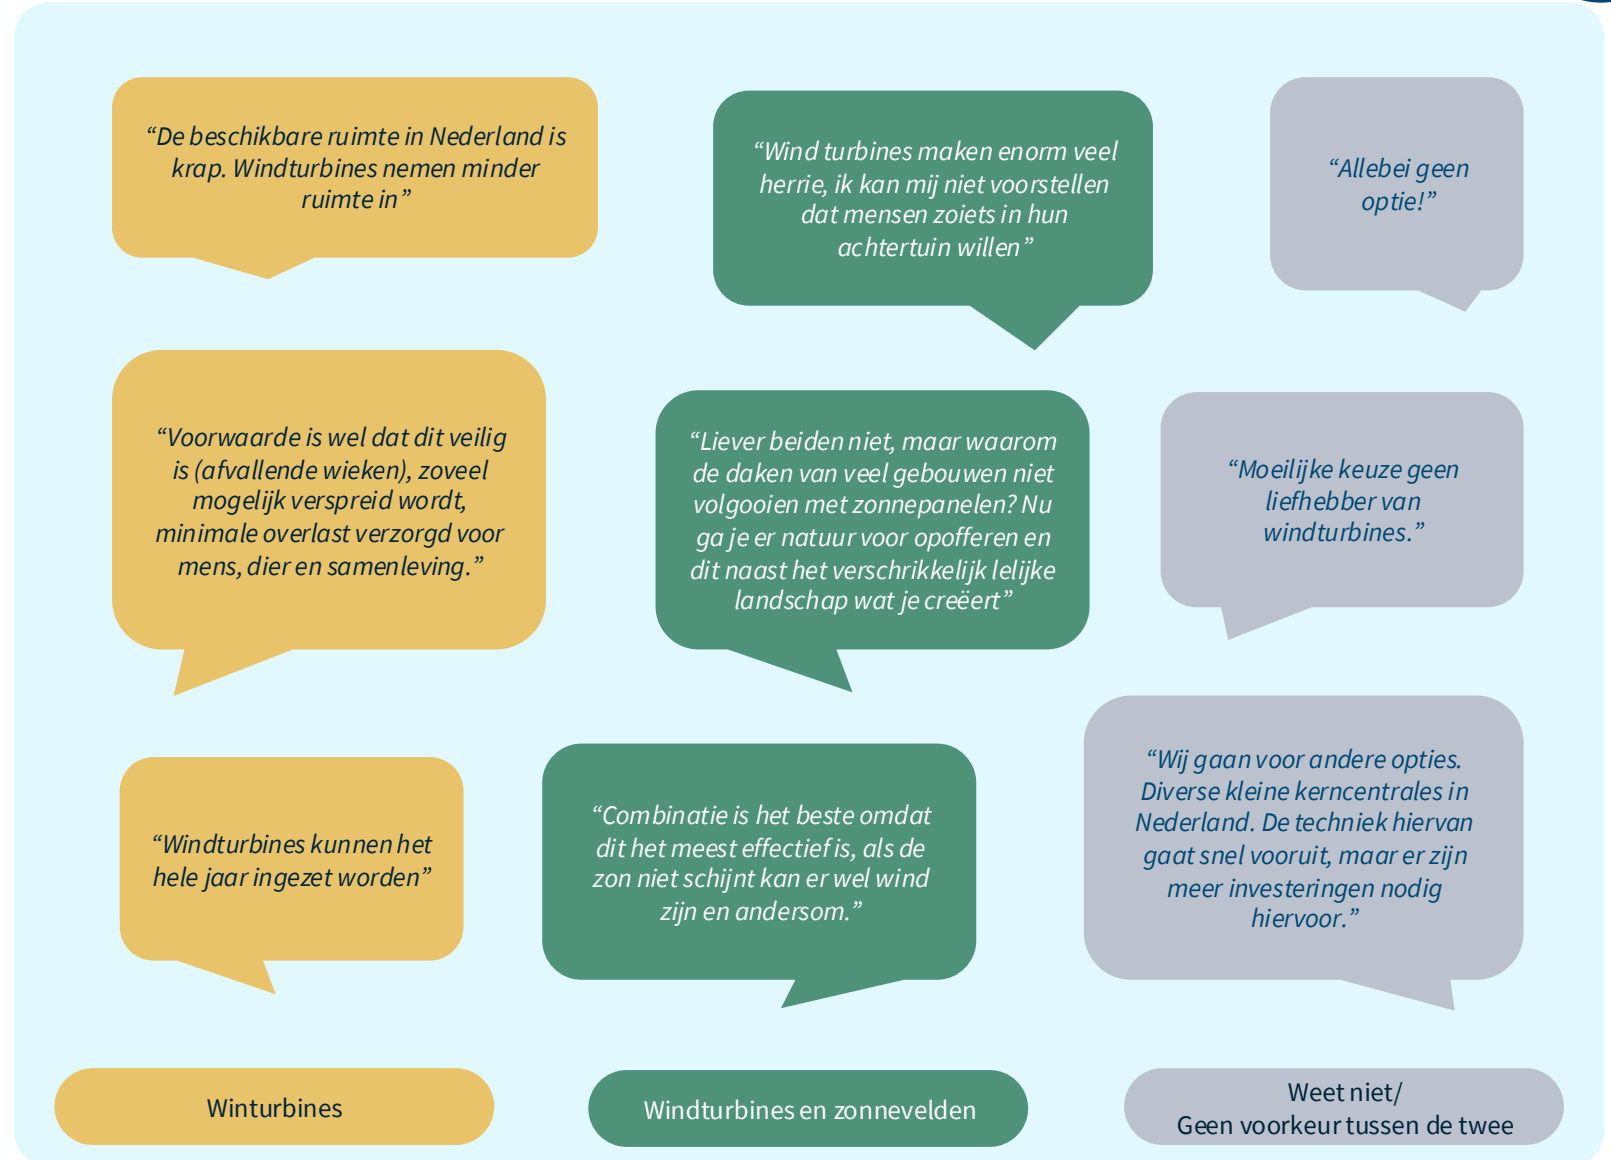 “De beschikbare ruimte in Nederland is
krap. Windturbines nemen minder
ruimte in”
“Voorwaarde is wel dat dit veilig
is (afvallende wieken), zoveel
mogelijk verspreid wordt,
minimale overlast verzorgd voor
mens, dier en samenleving.”
“Windturbines kunnen het
hele jaar ingezet worden”
Winturbines
“Wind turbines maken enorm veel
herrie, ik kan mij niet voorstellen
dat mensen zoiets in hun
achtertuin willen”
“Liever beiden niet, maar waarom
de daken van veel gebouwen niet
volgooien met zonnepanelen? Nu
ga je er natuur voor opofferen en
dit naast het verschrikkelijk lelijke
landschap wat je creëert”
“Combinatie is het beste omdat
dit het meest effectief is, als de
zon niet schijnt kan er wel wind
zijn en andersom.”
Windturbines en zonnevelden
“Allebei geen
optie!”
“Moeilijke keuze geen
liefhebber van
windturbines.”
“Wij gaan voor andere opties.
Diverse kleine kerncentrales in
Nederland. De techniek hiervan
gaat snel vooruit, maar er zijn
meer investeringen nodig
hiervoor.”
Weet niet/
Geen voorkeur tussen de twee